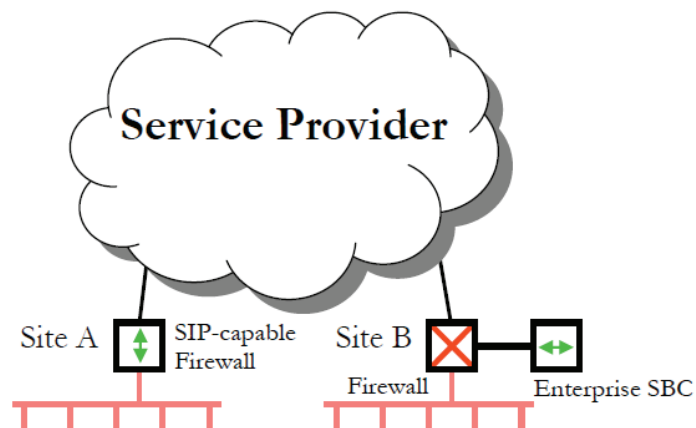 Service Provider
Site A
SIP-capable
Firewall
Site B
Firewall
Enterprise SBC